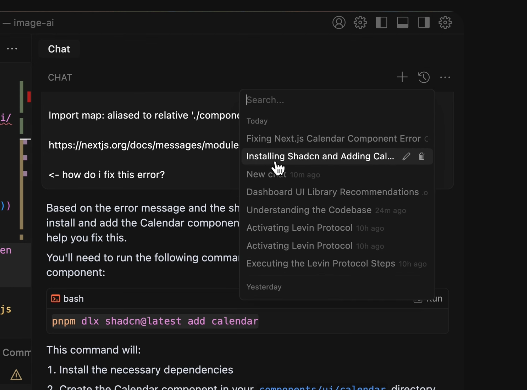 — image-ai
Chat
CHAT
Search...
Today
Fixing Next.js Calendar Component Error
Installing Shadcn and Adding Cal...
New 10m ago
Dashboard UI Library Recommendations
Understanding the Codebase 24m ago
Activating Levin Protocol 10h ago
Activating Levin Protocol 10h ago
Executing the Levin Protocol Steps 10h ago
Yesterday
Import map: aliased to relative './compone
https://nextjs.org/docs/messages/module
<- how do i fix this error?
Based on the error message and the sh
install and add the Calendar componen
help you fix this.
You'll need to run the following comma
component:
bash
pnpm dlx shadcn@latest add calendar
This command will:
1. Install the necessary dependencies
2. Create the Calendar component in your components/ui/calendar directory
i/
))
en
js
Comm